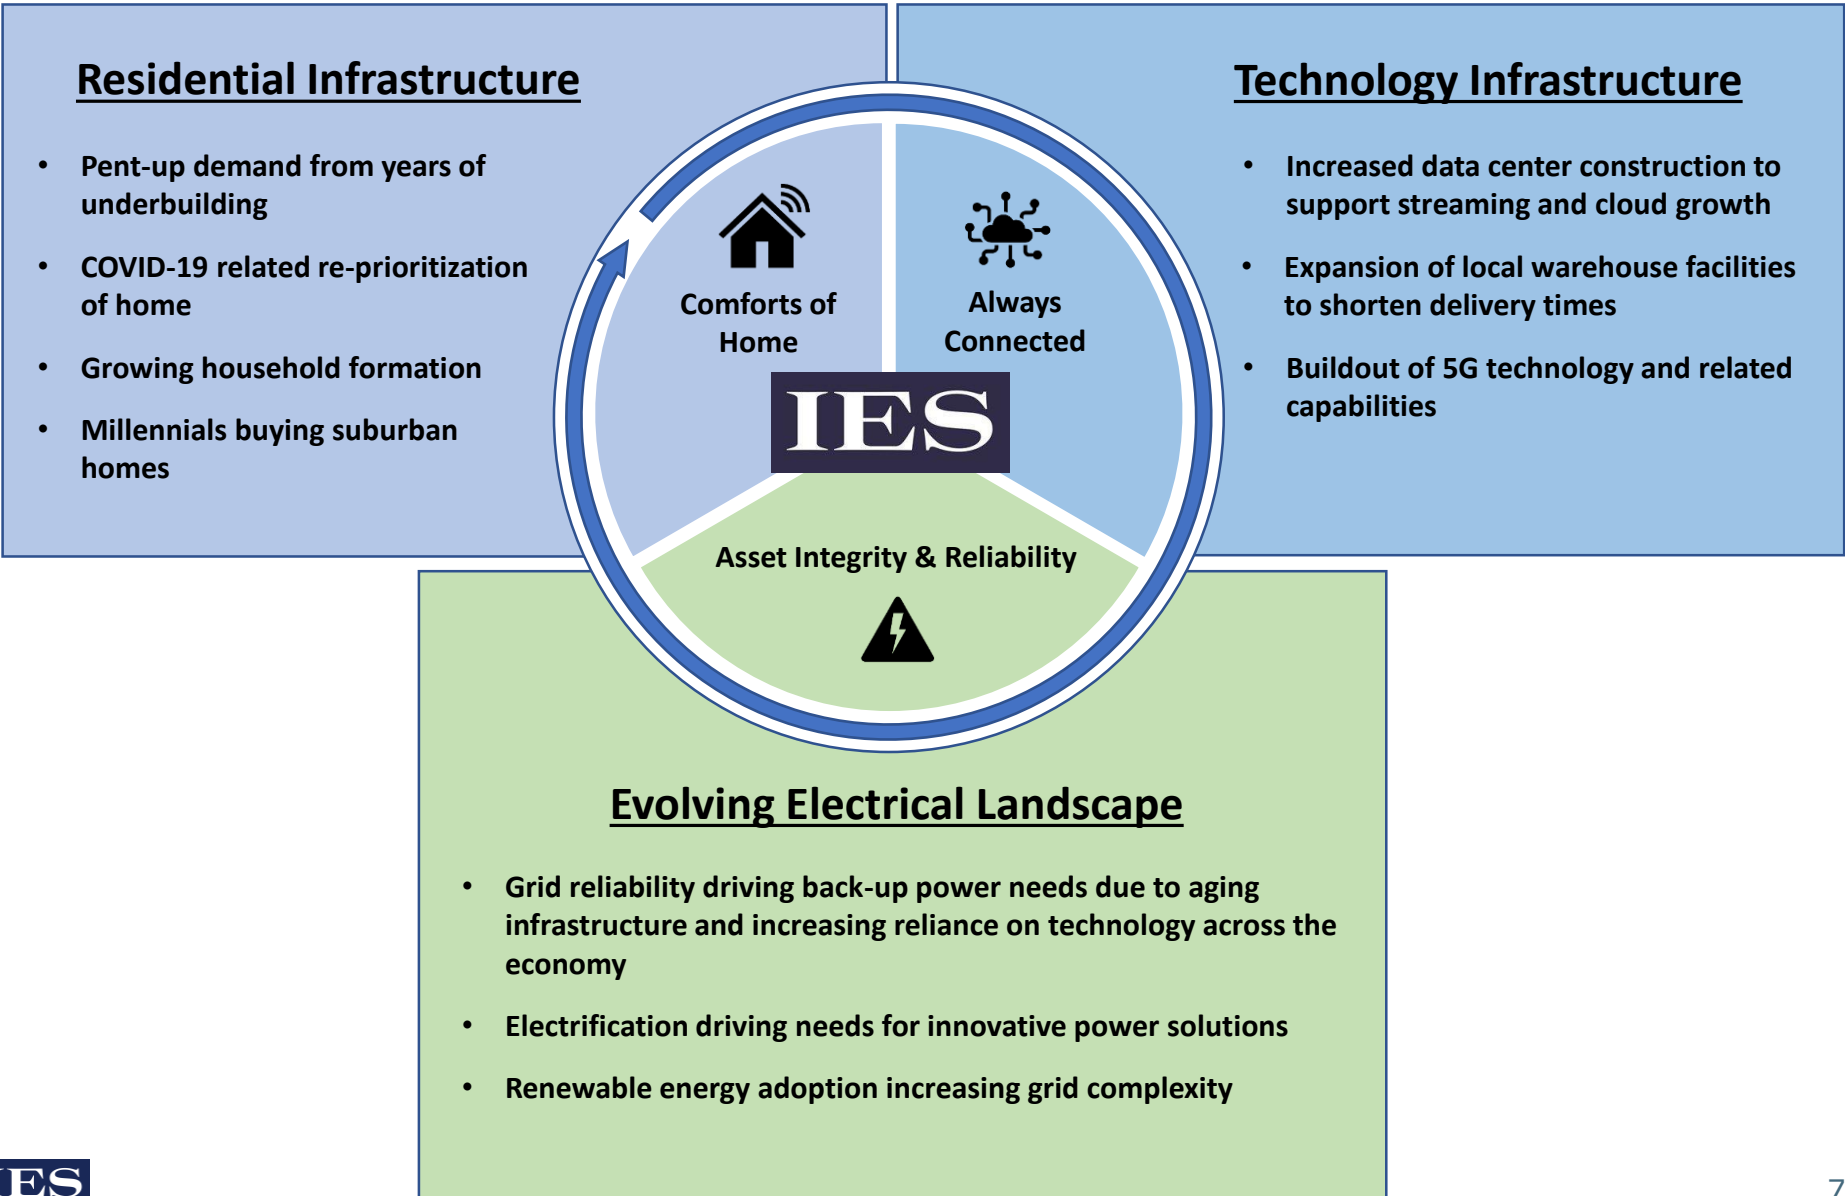 Residential Infrastructure
• Pent-up demand from years of
underbuilding
• COVID-19 related re-prioritization
of home
• Growing household formation
• Millennials buying suburban
homes
Technology Infrastructure
• Increased data center construction to
support streaming and cloud growth
• Expansion of local warehouse facilities
to shorten delivery times
• Buildout of 5G technology and related
capabilities
Comforts of
Home
Always
Connected
IES
Asset Integrity & Reliability
Evolving Electrical Landscape
• Grid reliability driving back-up power needs due to aging
infrastructure and increasing reliance on technology across the
economy
• Electrification driving needs for innovative power solutions
• Renewable energy adoption increasing grid complexity
IES
7